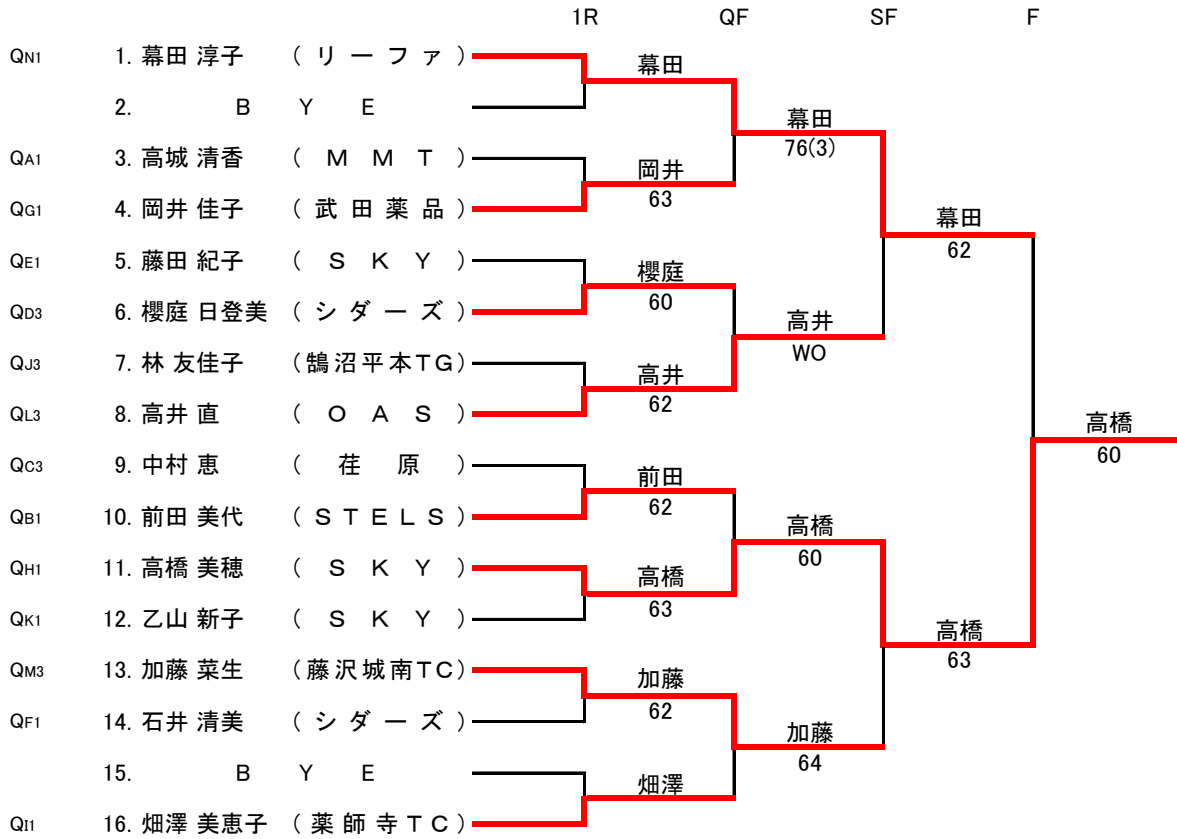 1R QF SF F
QN1 1. 幕田 淳子 ( リ ー フ ァ )
幕田
2. B Y E
幕田
76(3)
QA1 3. 高城 清香 ( M M T )
岡井
63
QG1 4. 岡井 佳子 ( 武 田 薬 品 )
幕田
62
QE1 5. 藤田 紀子 ( S K Y )
櫻庭
60
QD3 6. 櫻庭 日登美 ( シ ダ ー ズ )
高井
WO
QJ3 7. 林 友佳子 ( 鵠沼平本TG )
高井
62
QL3 8. 高井 直 ( O A S )
高橋
60
QC3 9. 中村 恵 ( 荏 原 )
前田
62
QB1 10. 前田 美代 ( S T E L S )
高橋
60
QH1 11. 高橋 美穂 ( S K Y )
高橋
63
QK1 12. 乙山 新子 ( S K Y )
高橋
63
QM3 13. 加藤 菜生 ( 藤沢城南TC )
加藤
62
QF1 14. 石井 清美 ( シ ダ ー ズ )
加藤
64
15. B Y E
畑澤
QI1 16. 畑澤 美恵子 ( 薬 師 寺 T C )